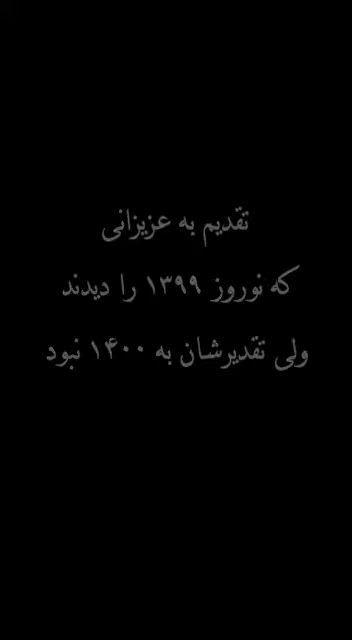 تقدیم به عزیزانی
که نوروز ۱۳۹۹ را دیدند
ولی تقدیرشان به ۱۴۰۰ نبود